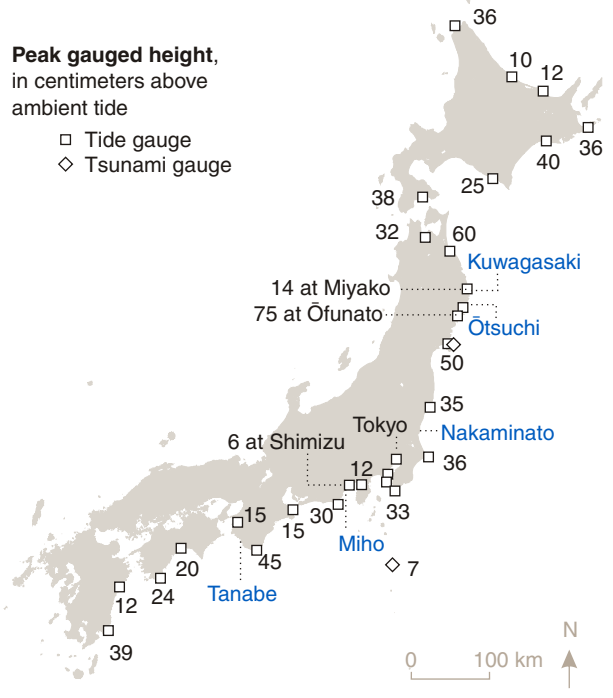 36
Peak gauged height,
in centimeters above
ambient tide
Tide gauge
Tsunami gauge
10
12
36
40
25
38
32
60
Kuwagasaki
14 at Miyako
75 at Ōfunato
Ōtsuchi
50
35
Tokyo
Nakaminato
6 at Shimizu
12
36
33
30
15
15
Miho
45
20
7
24
Tanabe
12
39
N
0 100 km